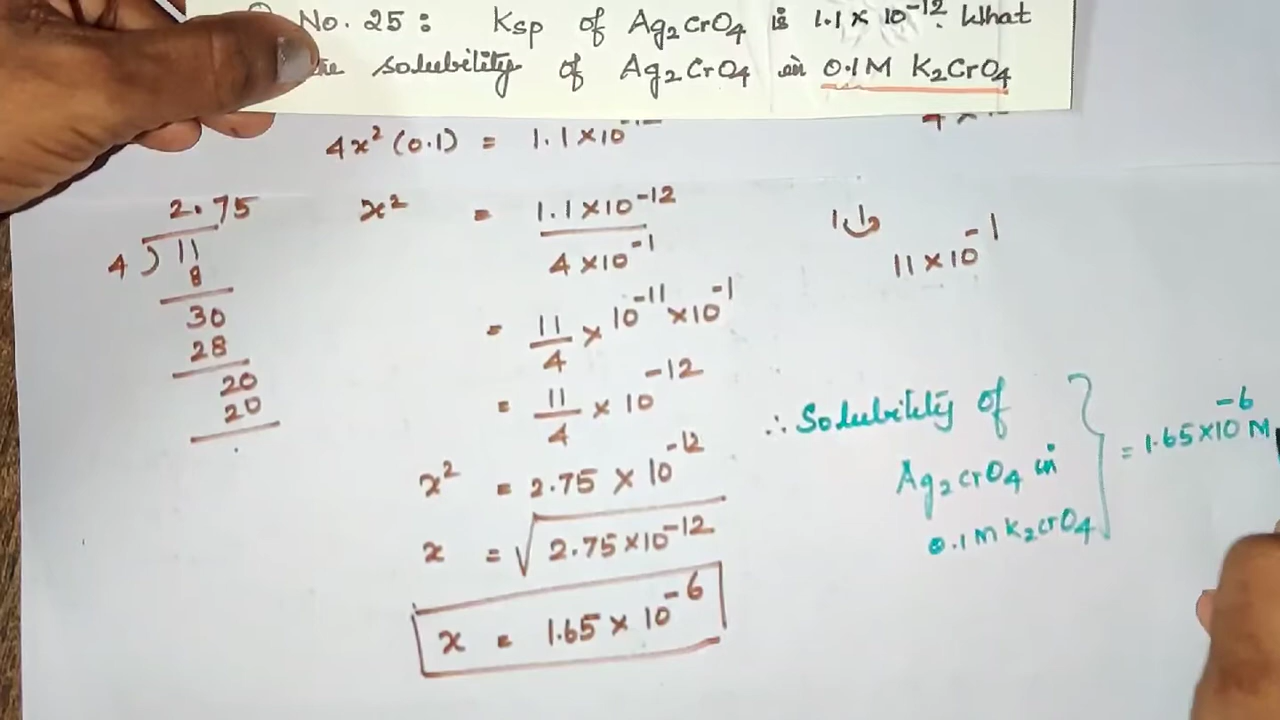 No. 25 : Ksp of Ag2CrO4 is 1.1 × 10^-12. What
the solubility of Ag2CrO4 in 0.1M K2CrO4
4x² (0.1) = 1.1 × 10
2.75
4 ) 11
8
30
28
20
20
x² = 1.1 × 10^-12 / 4 × 10^-1
= 11/4 × 10^-11 × 10^-1
= 11/4 × 10^-12
x² = 2.75 × 10^-12
x = √2.75 × 10^-12
x = 1.65 × 10^-6
11 × 10^-1
∴ Solubility of
Ag2CrO4 in
0.1M K2CrO4
} = 1.65 × 10^-6 M